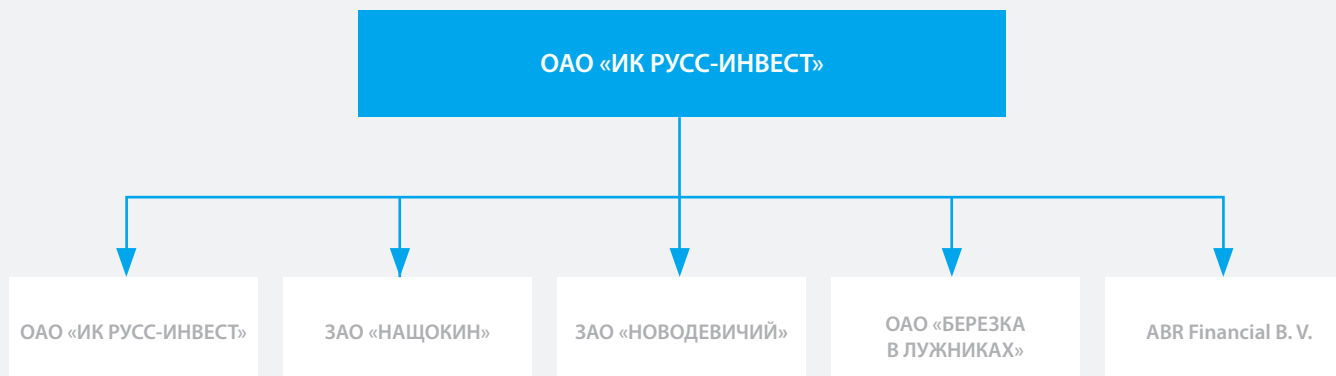 ОАО «ИК РУСС-ИНВЕСТ»
ОАО «ИК РУСС-ИНВЕСТ»
ЗАО «НАЩОКИН»
ЗАО «НОВОДЕВИЧИЙ»
ОАО «БЕРЕЗКА
В ЛУЖНИКАХ»
ABR Financial B. V.